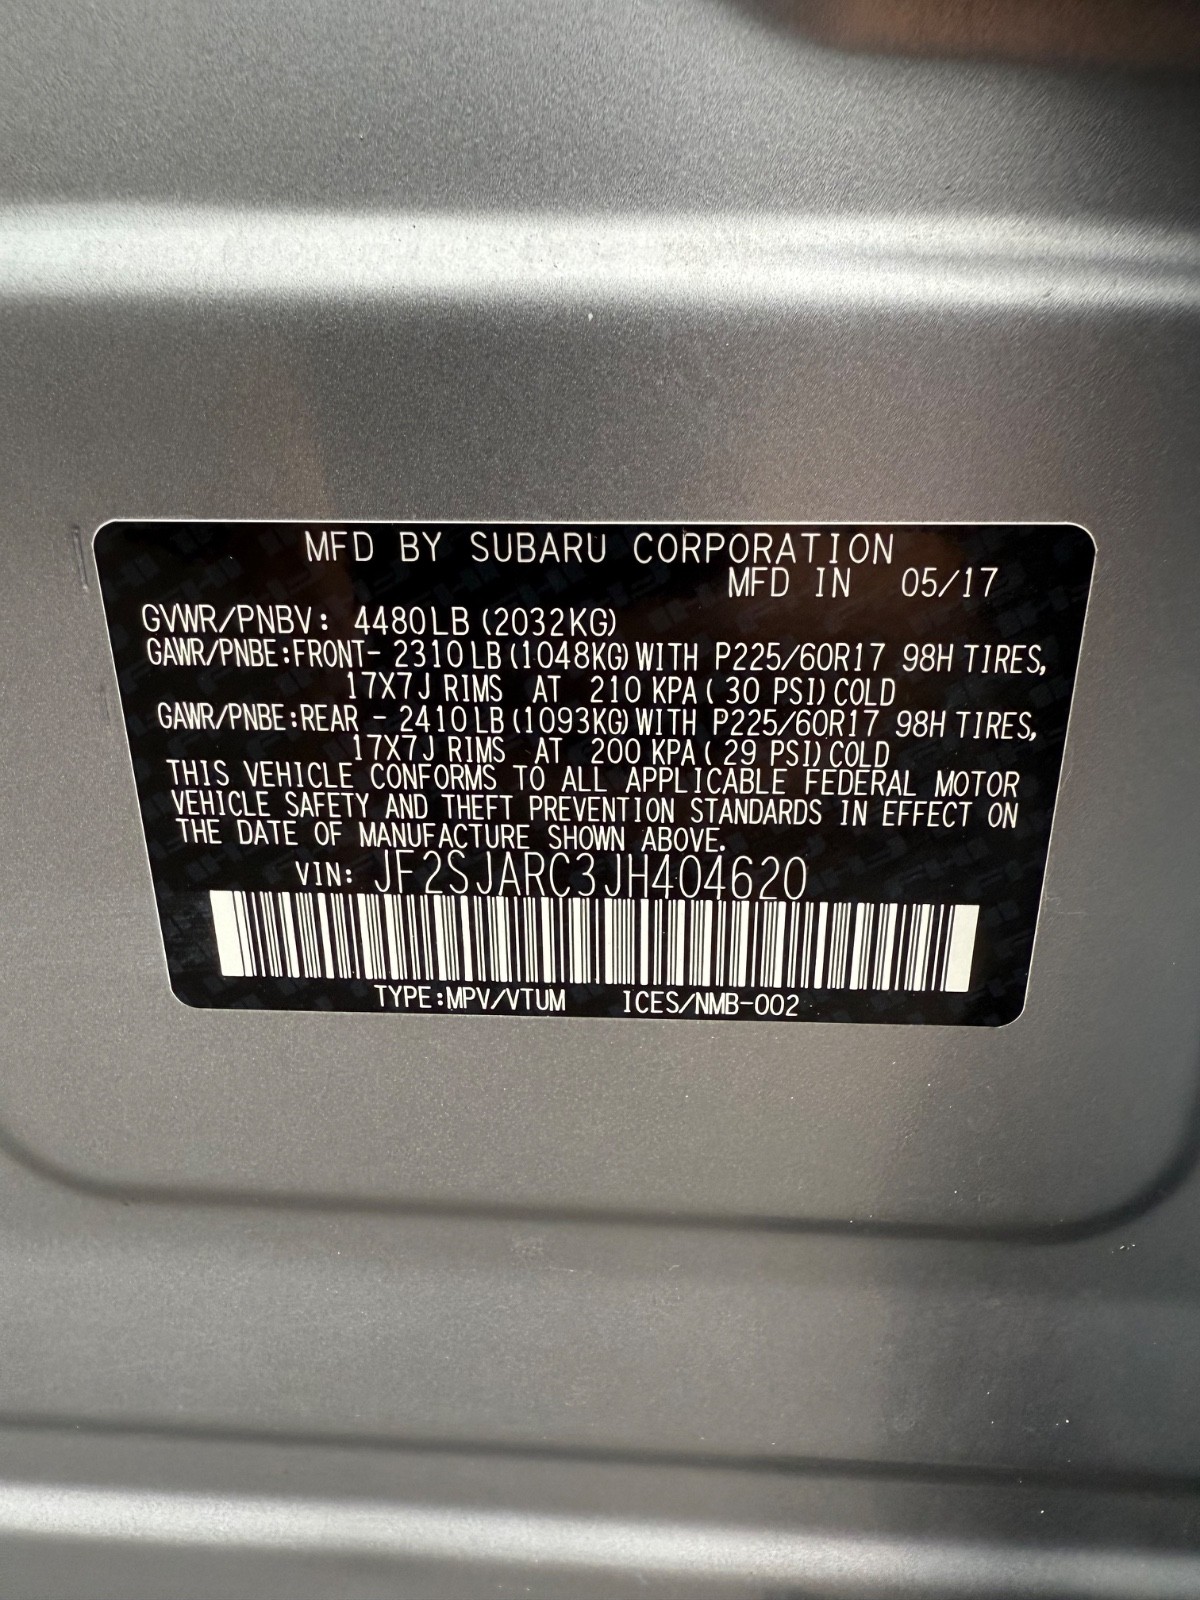 MFD BY SUBARU CORPORATION
MFD IN 05/17
GVWR/PNBV: 4480LB (2032KG)
GAWR/PNBE:FRONT- 2310LB(1048KG)WITH P225/60R17 98H TIRES,
17X7J RIMS AT 210 KPA( 30 PSI)COLD
GAWR/PNBE:REAR - 2410LB(1093KG)WITH P225/60R17 98H TIRES,
17X7J RIMS AT 200 KPA( 29 PSI)COLD
THIS VEHICLE CONFORMS TO ALL APPLICABLE FEDERAL MOTOR
VEHICLE SAFETY AND THEFT PREVENTION STANDARDS IN EFFECT ON
THE DATE OF MANUFACTURE SHOWN ABOVE.
VIN: JF2SJARC3JH404620
TYPE:MPV/VTUM ICES/NMB-002